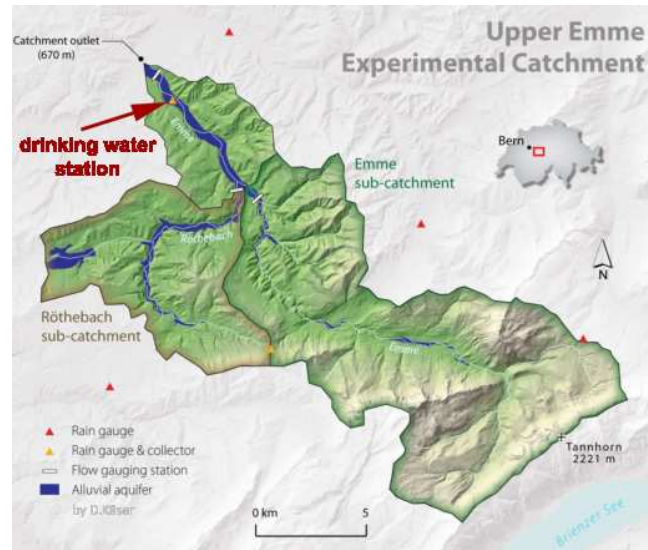 Upper Emme
Experimental Catchment
Catchment outlet
(670 m)
drinking water
station
Emme
Bern
Emme
sub-catchment
Röthebach
N
Röthebach
sub-catchment
Emme
Rain gauge
Rain gauge & collector
Flow gauging station
Alluvial aquifer
by D.Käser
0 km
5
Tannhorn
2221 m
Brienzer See